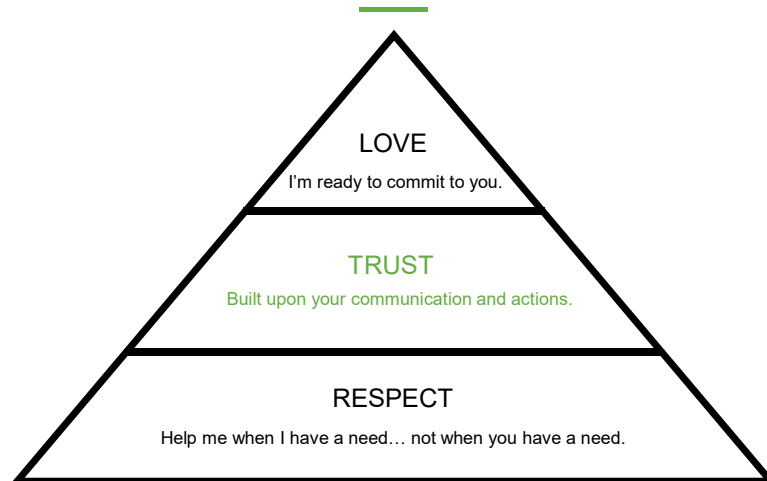 LOVE
I’m ready to commit to you.
TRUST
Built upon your communication and actions.
RESPECT
Help me when I have a need… not when you have a need.